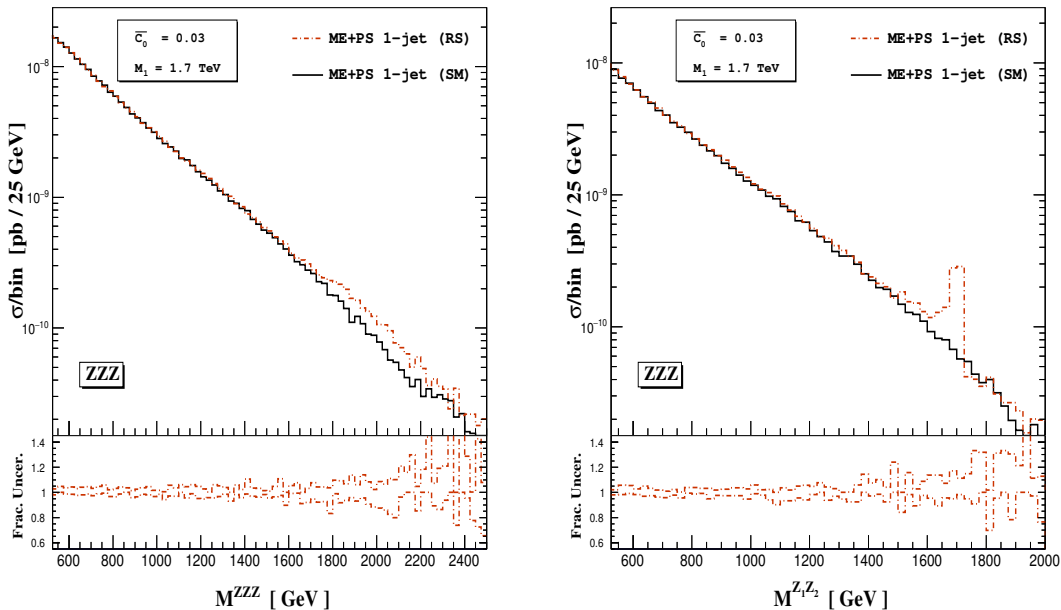 C̅₀ = 0.03
M₁ = 1.7 TeV
ME+PS 1-jet (RS)
ME+PS 1-jet (SM)
σ/bin [pb / 25 GeV]
10⁻⁸
10⁻⁹
10⁻¹⁰
ZZZ
Frac. Uncer.
1.4
1.2
1
0.8
0.6
600 800 1000 1200 1400 1600 1800 2000 2200 2400
M^ZZZ [ GeV ]
C̅₀ = 0.03
M₁ = 1.7 TeV
ME+PS 1-jet (RS)
ME+PS 1-jet (SM)
σ/bin [pb / 25 GeV]
10⁻⁸
10⁻⁹
10⁻¹⁰
ZZZ
Frac. Uncer.
1.4
1.2
1
0.8
0.6
600 800 1000 1200 1400 1600 1800 2000
M^Z₁Z₂ [ GeV ]